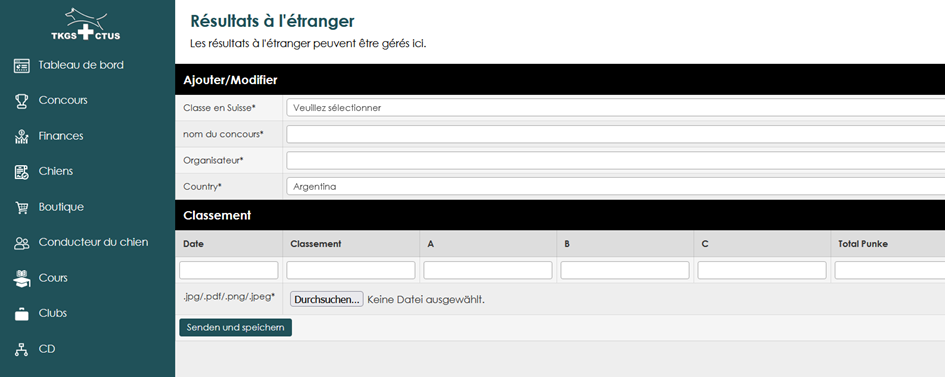 TKGS CTUS
Tableau de bord
Concours
Finances
Chiens
Boutique
Conducteur du chien
Cours
Clubs
CD
Résultats à l'étranger
Les résultats à l'étranger peuvent être gérés ici.
Ajouter/Modifier
Classe en Suisse* Veuillez sélectionner
nom du concours*
Organisateur*
Country* Argentina
Classement
Date Classement A B C Total Punke
.jpg/.pdf/.png/.jpeg* Durchsuchen... Keine Datei ausgewählt.
Senden und speichern